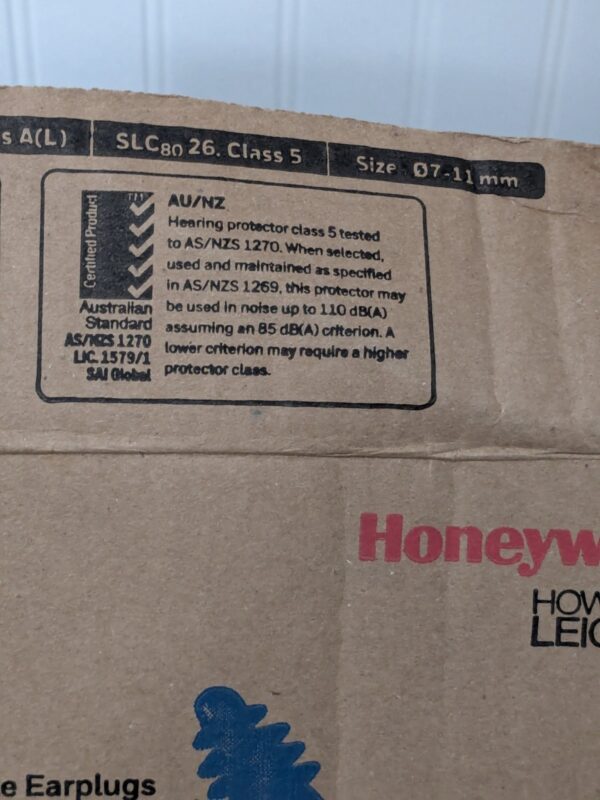 s A(L) | SLC80 26. Class 5 | Size Ø7-11 mm
Certified Product
Australian
Standard
AS/NZS 1270
LIC. 1579/1
SAI Global
AU/NZ
Hearing protector class 5 tested
to AS/NZS 1270. When selected,
used and maintained as specified
in AS/NZS 1269, this protector may
be used in noise up to 110 dB(A)
assuming an 85 dB(A) criterion. A
lower criterion may require a higher
protector class.
Honeyw
HOW
LEIG
e Earplugs